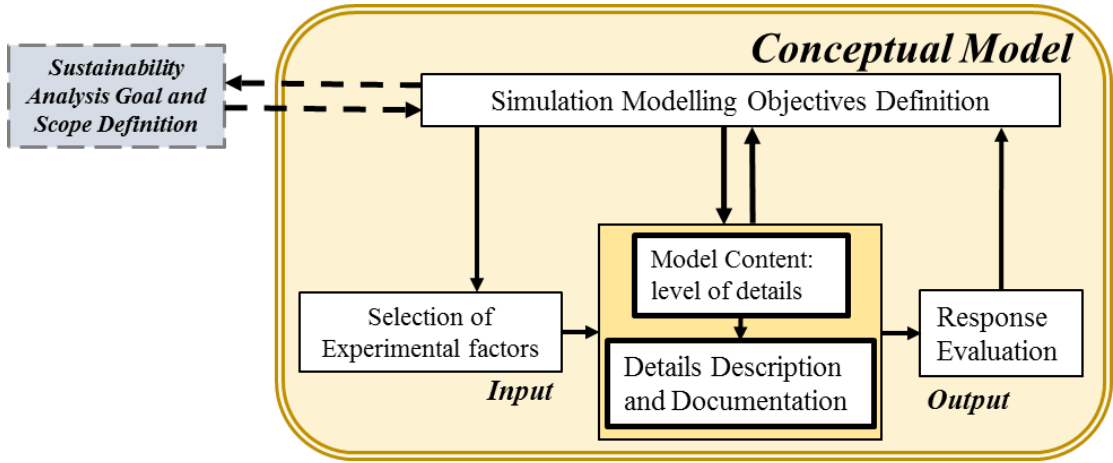 Conceptual Model
Sustainability
Analysis Goal and
Scope Definition
Simulation Modelling Objectives Definition
Model Content:
level of details
Selection of
Experimental factors
Response
Evaluation
Details Description
and Documentation
Input
Output